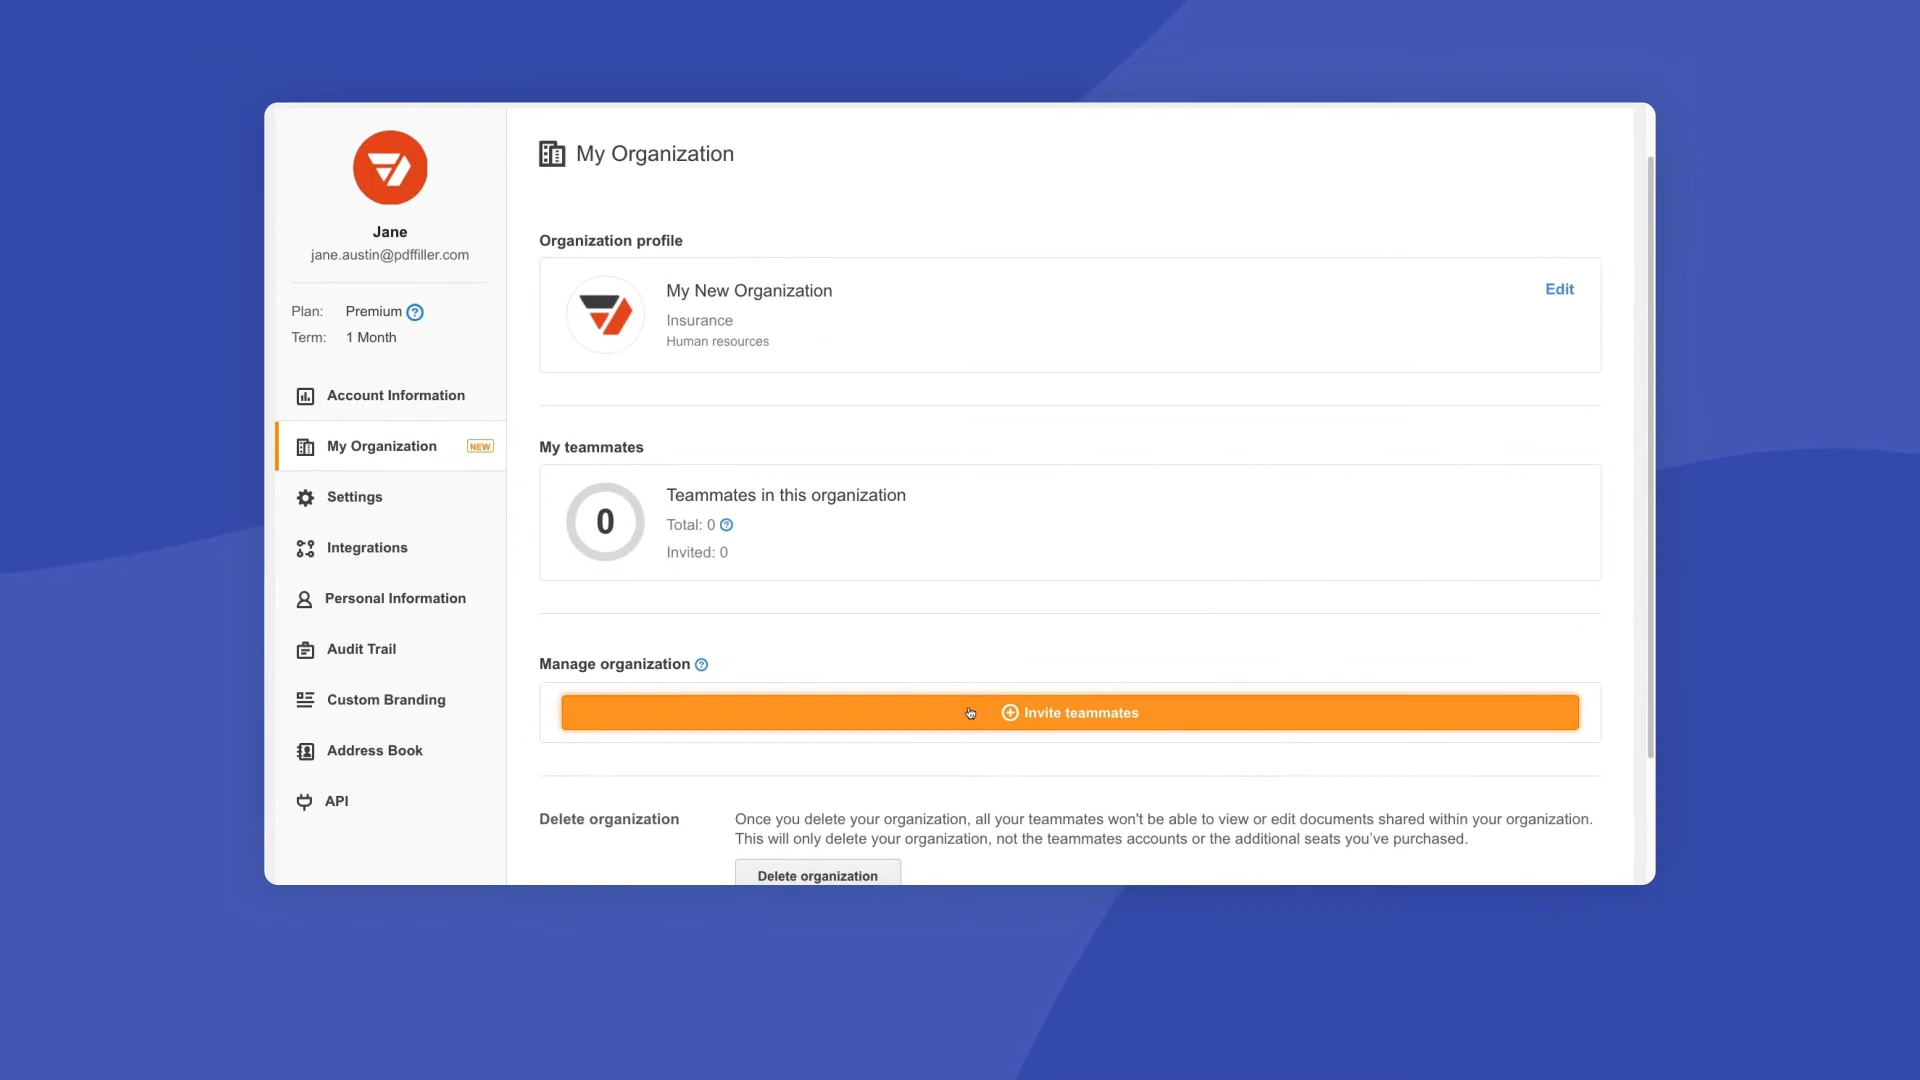 Jane
jane.austin@pdffiller.com
Plan: Premium
Term: 1 Month
Account Information
My Organization NEW
Settings
Integrations
Personal Information
Audit Trail
Custom Branding
Address Book
API
My Organization
Organization profile
My New Organization
Edit
Insurance
Human resources
My teammates
0
Teammates in this organization
Total: 0
Invited: 0
Manage organization
Invite teammates
Delete organization
Once you delete your organization, all your teammates won't be able to view or edit documents shared within your organization.
This will only delete your organization, not the teammates accounts or the additional seats you've purchased.
Delete organization